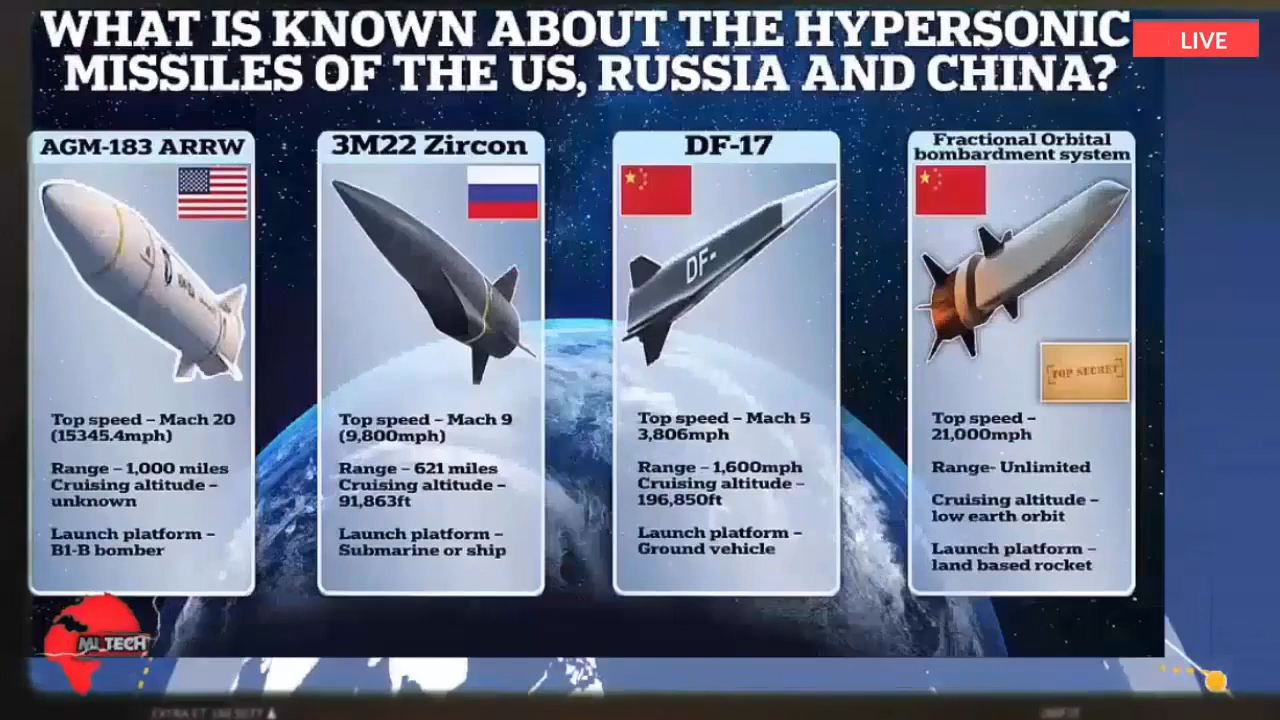 WHAT IS KNOWN ABOUT THE HYPERSONIC
MISSILES OF THE US, RUSSIA AND CHINA?
LIVE
AGM-183 ARRW
Top speed – Mach 20
(15345.4mph)
Range – 1,000 miles
Cruising altitude –
unknown
Launch platform –
B1-B bomber
3M22 Zircon
Top speed – Mach 9
(9,800mph)
Range – 621 miles
Cruising altitude –
91,863ft
Launch platform –
Submarine or ship
DF-17
DF-
Top speed – Mach 5
3,806mph
Range – 1,600mph
Cruising altitude –
196,850ft
Launch platform –
Ground vehicle
Fractional Orbital
bombardment system
TOP SECRET
Top speed –
21,000mph
Range- Unlimited
Cruising altitude –
low earth orbit
Launch platform –
land based rocket
MI_TECH